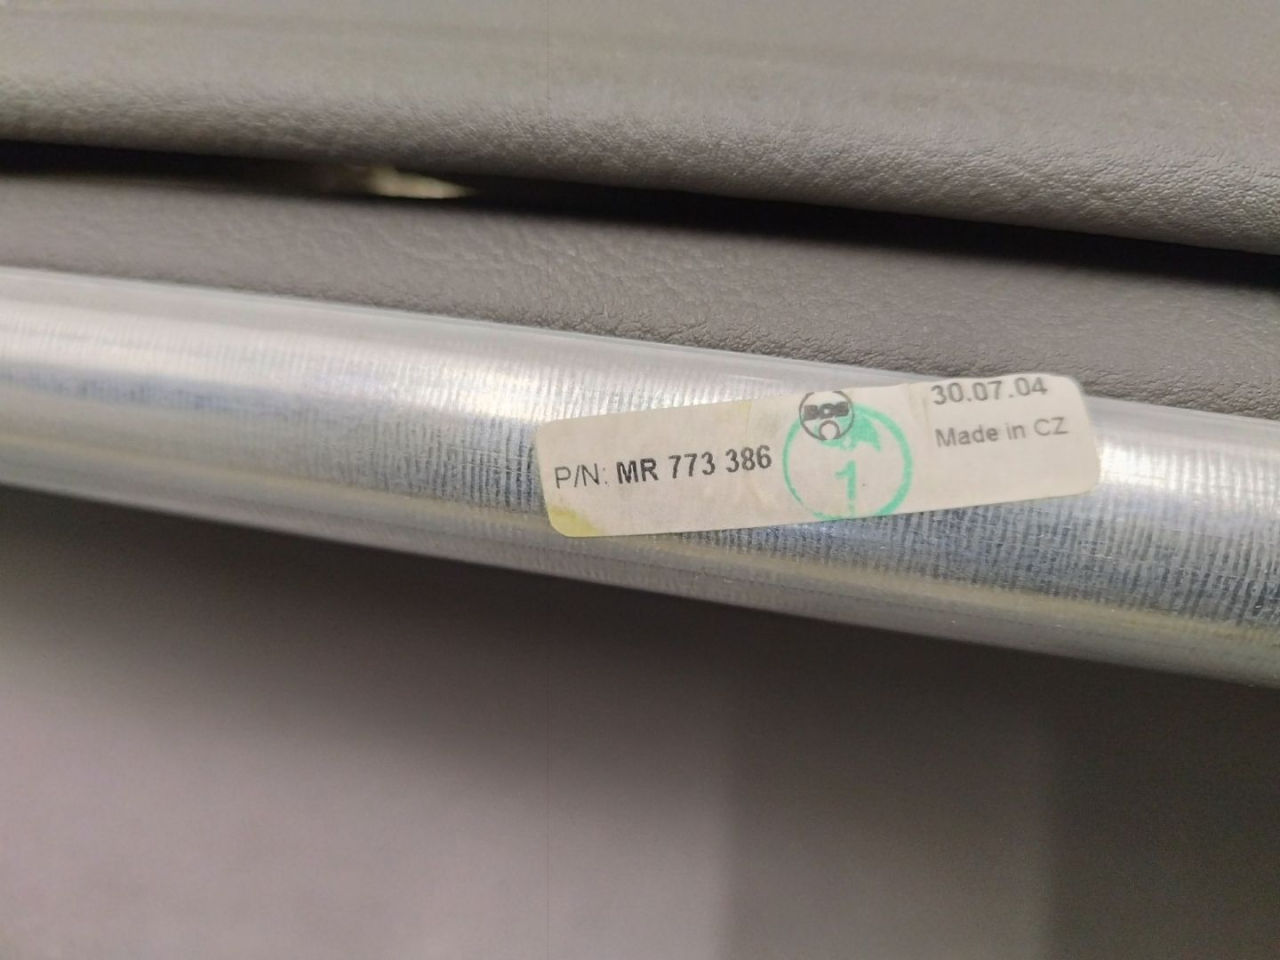 P/N: MR 773 386
BOS
1
30.07.04
Made in CZ